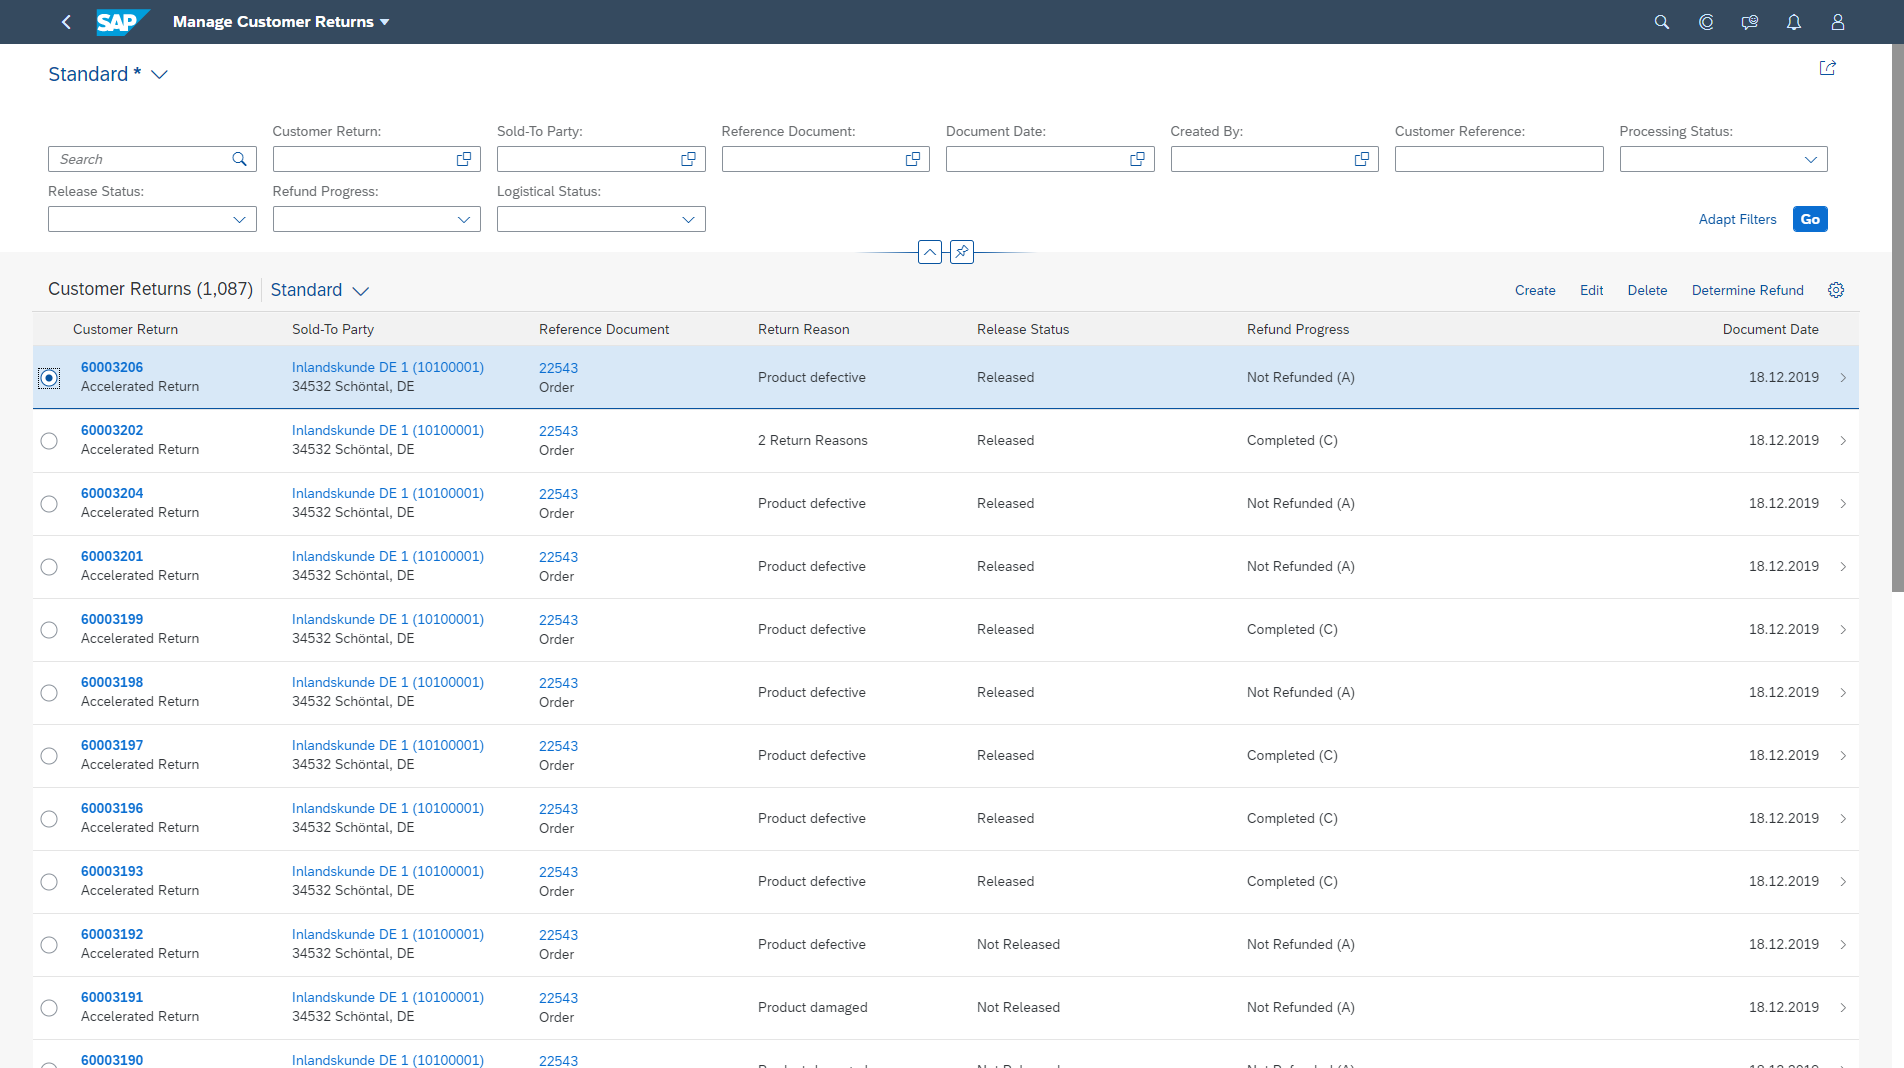 SAP Manage Customer Returns
Standard *
Customer Return: Sold-To Party: Reference Document: Document Date: Created By: Customer Reference: Processing Status:
Search
Release Status: Refund Progress: Logistical Status:
Adapt Filters Go
Customer Returns (1,087) Standard Create Edit Delete Determine Refund
Customer Return Sold-To Party Reference Document Return Reason Release Status Refund Progress Document Date
60003206 Inlandskunde DE 1 (10100001) 22543
Product defective Released Not Refunded (A) 18.12.2019
Accelerated Return 34532 Schöntal, DE Order
60003202 Inlandskunde DE 1 (10100001) 22543
2 Return Reasons Released Completed (C) 18.12.2019
Accelerated Return 34532 Schöntal, DE Order
60003204 Inlandskunde DE 1 (10100001) 22543
Product defective Released Not Refunded (A) 18.12.2019
Accelerated Return 34532 Schöntal, DE Order
60003201 Inlandskunde DE 1 (10100001) 22543
Product defective Released Not Refunded (A) 18.12.2019
Accelerated Return 34532 Schöntal, DE Order
60003199 Inlandskunde DE 1 (10100001) 22543
Product defective Released Completed (C) 18.12.2019
Accelerated Return 34532 Schöntal, DE Order
60003198 Inlandskunde DE 1 (10100001) 22543
Product defective Released Not Refunded (A) 18.12.2019
Accelerated Return 34532 Schöntal, DE Order
60003197 Inlandskunde DE 1 (10100001) 22543
Product defective Released Completed (C) 18.12.2019
Accelerated Return 34532 Schöntal, DE Order
60003196 Inlandskunde DE 1 (10100001) 22543
Product defective Released Completed (C) 18.12.2019
Accelerated Return 34532 Schöntal, DE Order
60003193 Inlandskunde DE 1 (10100001) 22543
Product defective Released Completed (C) 18.12.2019
Accelerated Return 34532 Schöntal, DE Order
60003192 Inlandskunde DE 1 (10100001) 22543
Product defective Not Released Not Refunded (A) 18.12.2019
Accelerated Return 34532 Schöntal, DE Order
60003191 Inlandskunde DE 1 (10100001) 22543
Product damaged Not Released Not Refunded (A) 18.12.2019
Accelerated Return 34532 Schöntal, DE Order
60003190 Inlandskunde DE 1 (10100001) 22543